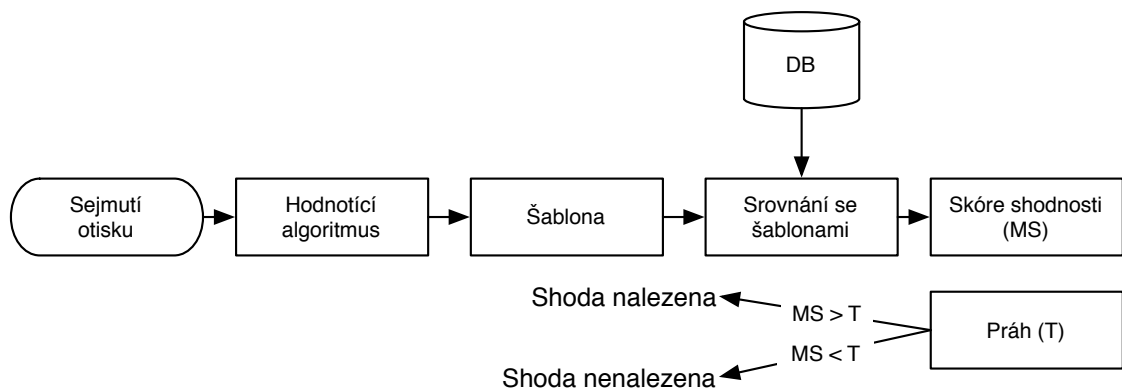 DB
Sejmutí
otisku
Hodnotící
algoritmus
Šablona
Srovnání se
šablonami
Skóre shodnosti
(MS)
Shoda nalezena
MS > T
Práh (T)
MS < T
Shoda nenalezena